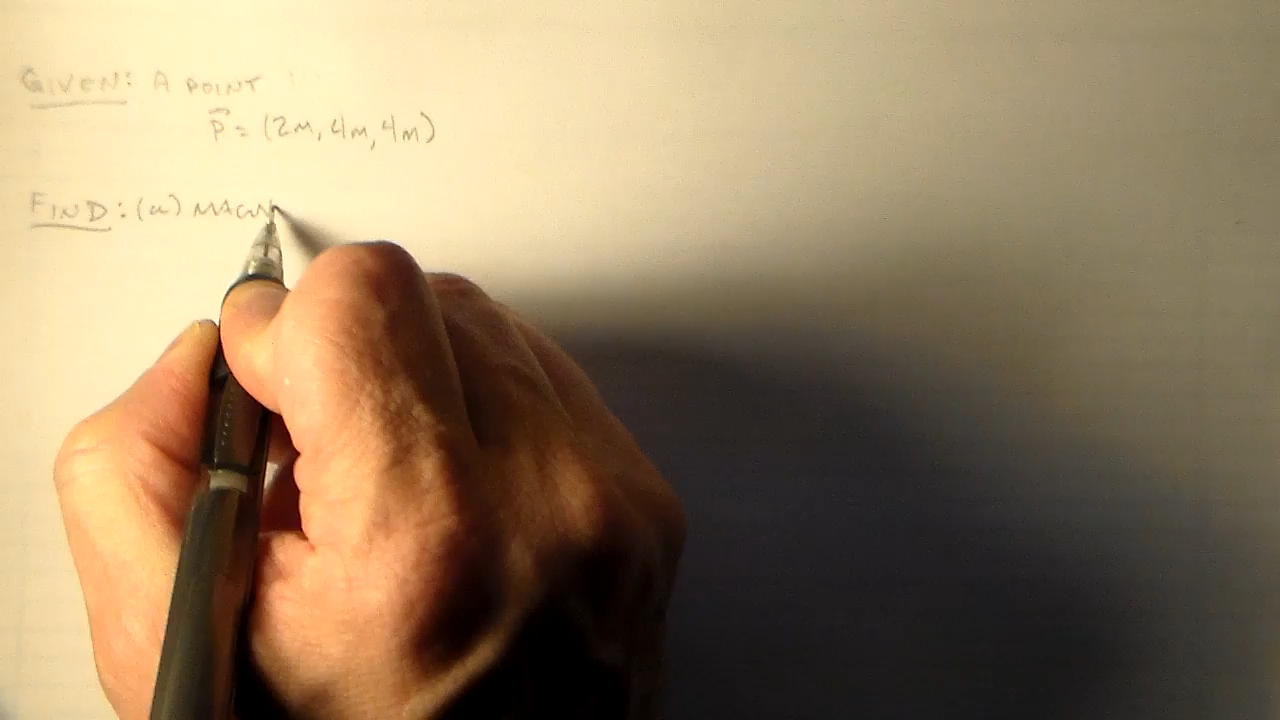 GIVEN: A POINT
p⃗ = (2m, 4m, 4m)
FIND: (a) MAGN